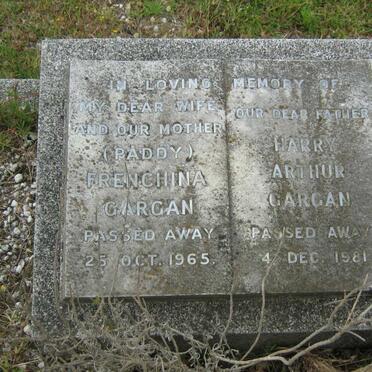 IN LOVING MEMORY OF
MY DEAR WIFE
AND OUR MOTHER
(PADDY)
FRENCHINA
GARGAN
PASSED AWAY
25 OCT. 1965.
OUR DEAR FATHER
HARRY
ARTHUR
GARGAN
PASSED AWAY
4 DEC. 1981